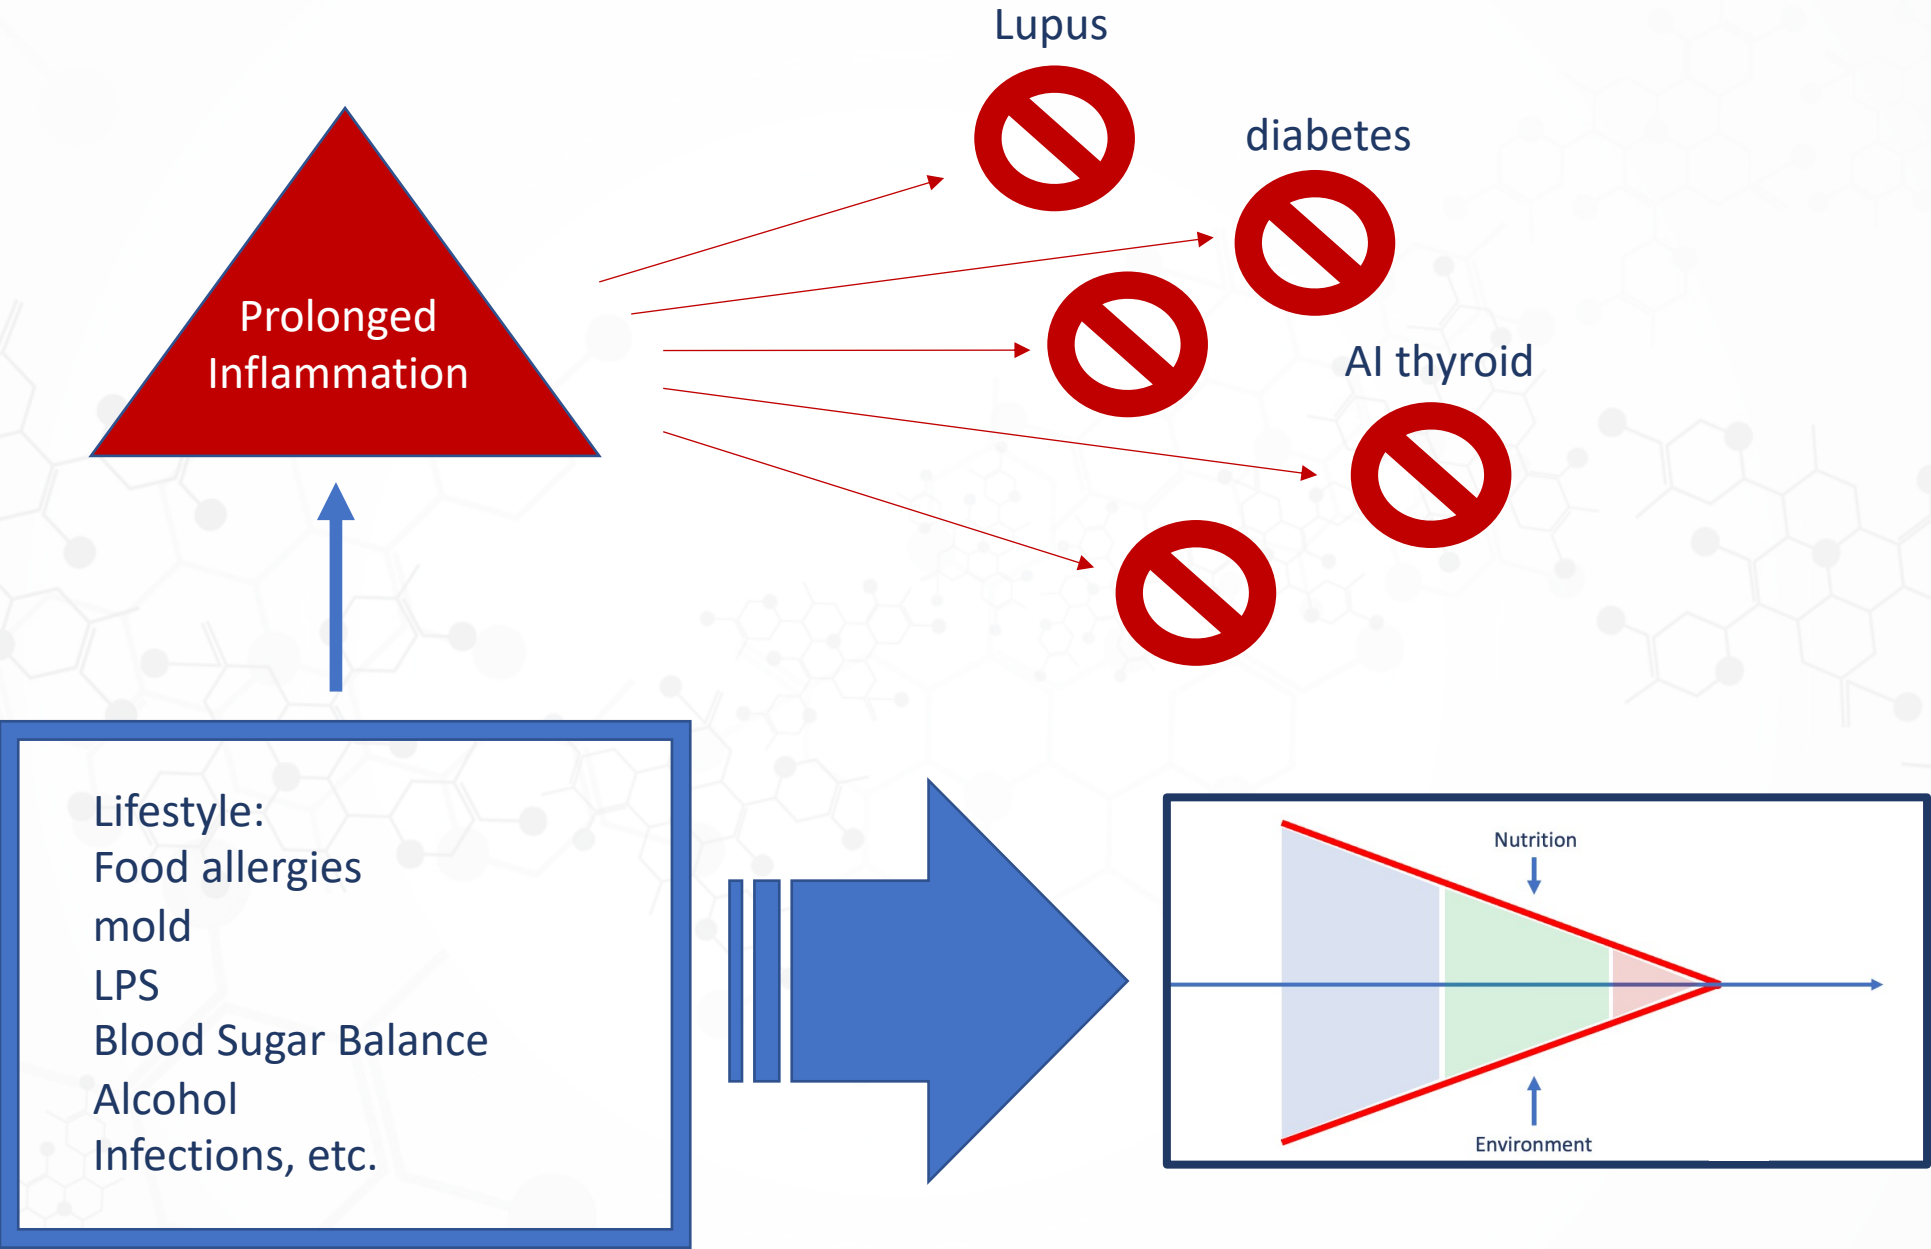 Lupus
diabetes
Prolonged
Inflammation
AI thyroid
Lifestyle:
Food allergies
mold
LPS
Blood Sugar Balance
Alcohol
Infections, etc.
Nutrition
Environment